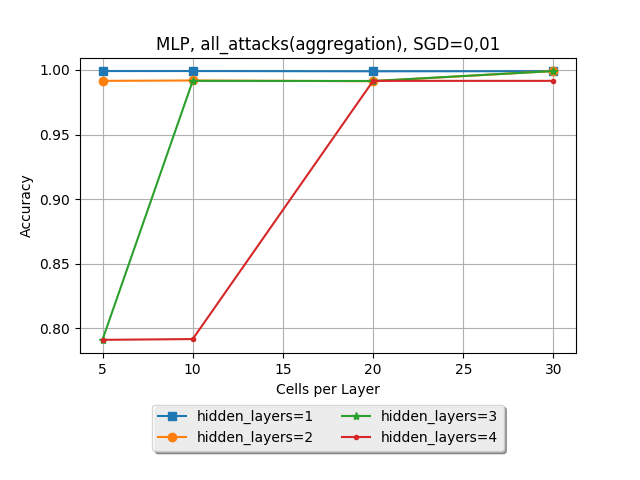 MLP, all_attacks(aggregation), SGD=0,01
1.00
0.95
0.90
0.85
0.80
Accuracy
5 10 15 20 25 30
Cells per Layer
hidden_layers=1 hidden_layers=3
hidden_layers=2 hidden_layers=4